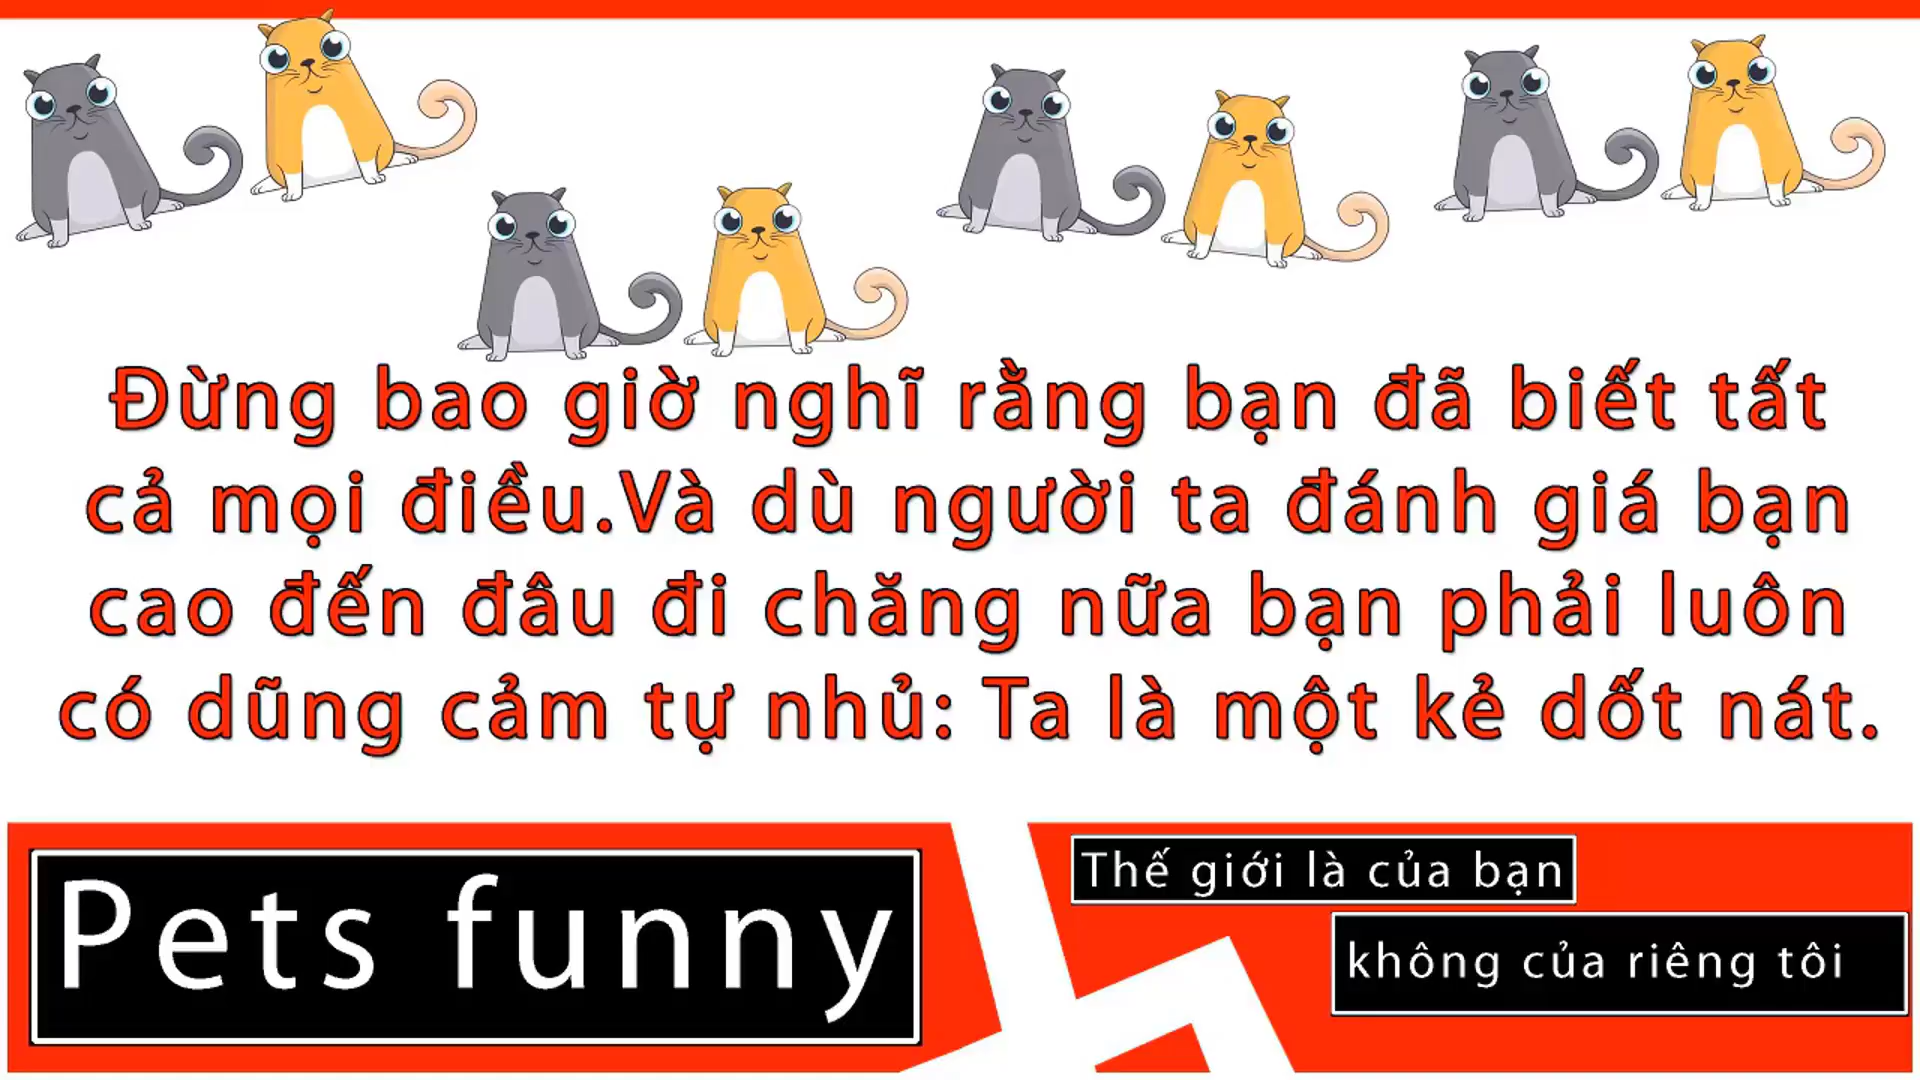 Đừng bao giờ nghĩ rằng bạn đã biết tất
cả mọi điều.Và dù người ta đánh giá bạn
cao đến đâu đi chăng nữa bạn phải luôn
có dũng cảm tự nhủ: Ta là một kẻ dốt nát.
Pets funny
Thế giới là của bạn
không của riêng tôi